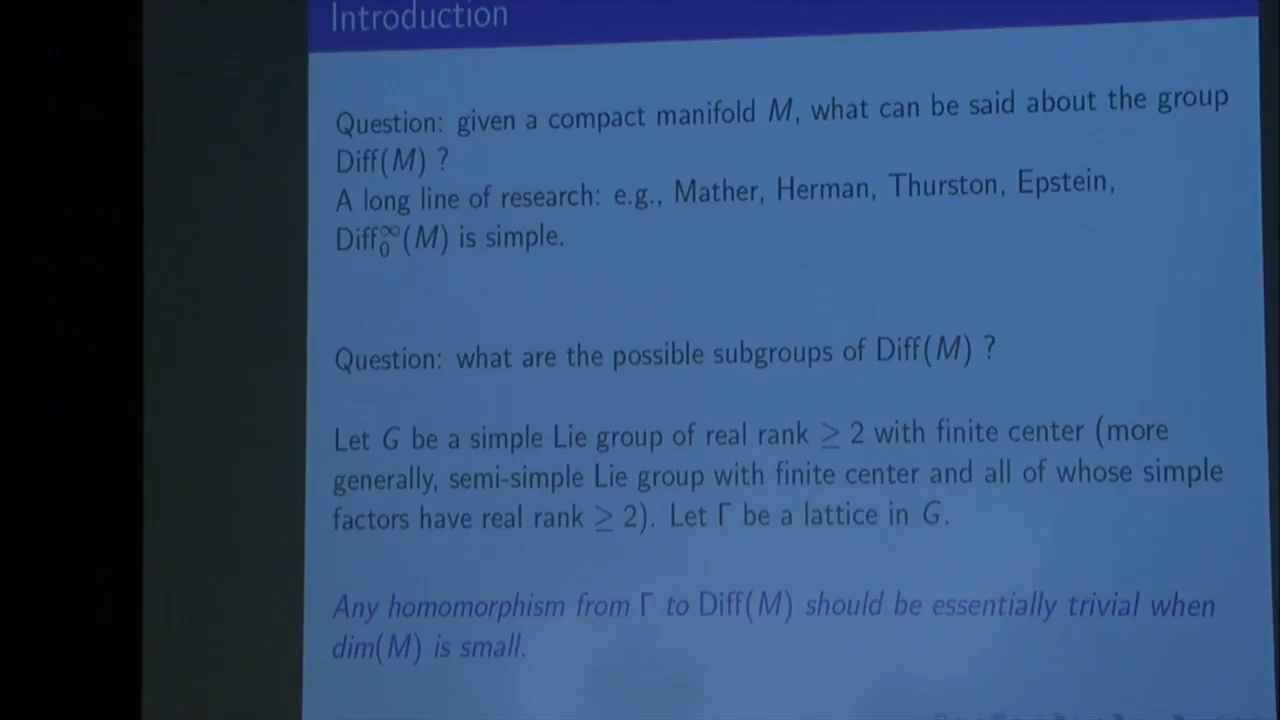 Introduction
Question: given a compact manifold M, what can be said about the group
Diff(M) ?
A long line of research: e.g., Mather, Herman, Thurston, Epstein,
Diff₀^∞(M) is simple.
Question: what are the possible subgroups of Diff(M) ?
Let G be a simple Lie group of real rank ≥ 2 with finite center (more
generally, semi-simple Lie group with finite center and all of whose simple
factors have real rank ≥ 2). Let Γ be a lattice in G.
Any homomorphism from Γ to Diff(M) should be essentially trivial when
dim(M) is small.